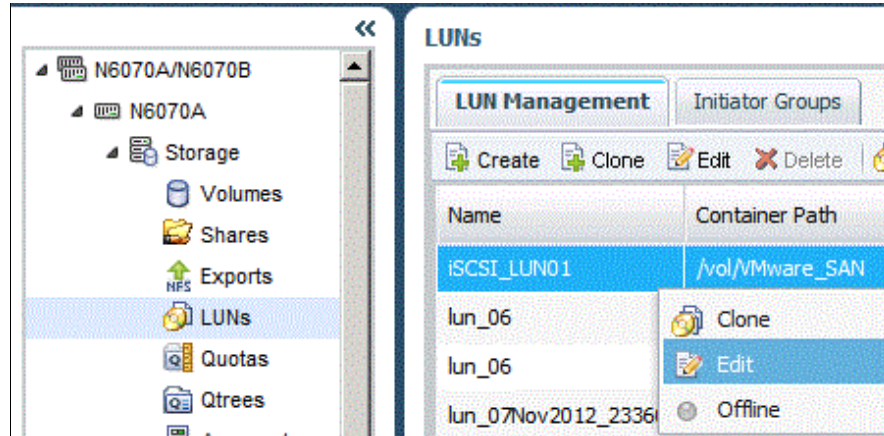 N6070A/N6070B
N6070A
Storage
Volumes
Shares
NFS Exports
LUNs
Quotas
Qtrees
LUNs
LUN Management Initiator Groups
Create Clone Edit Delete
Name Container Path
iSCSI_LUN01 /vol/VMware_SAN
lun_06
lun_06
lun_07Nov2012_2336
Clone
Edit
Offline